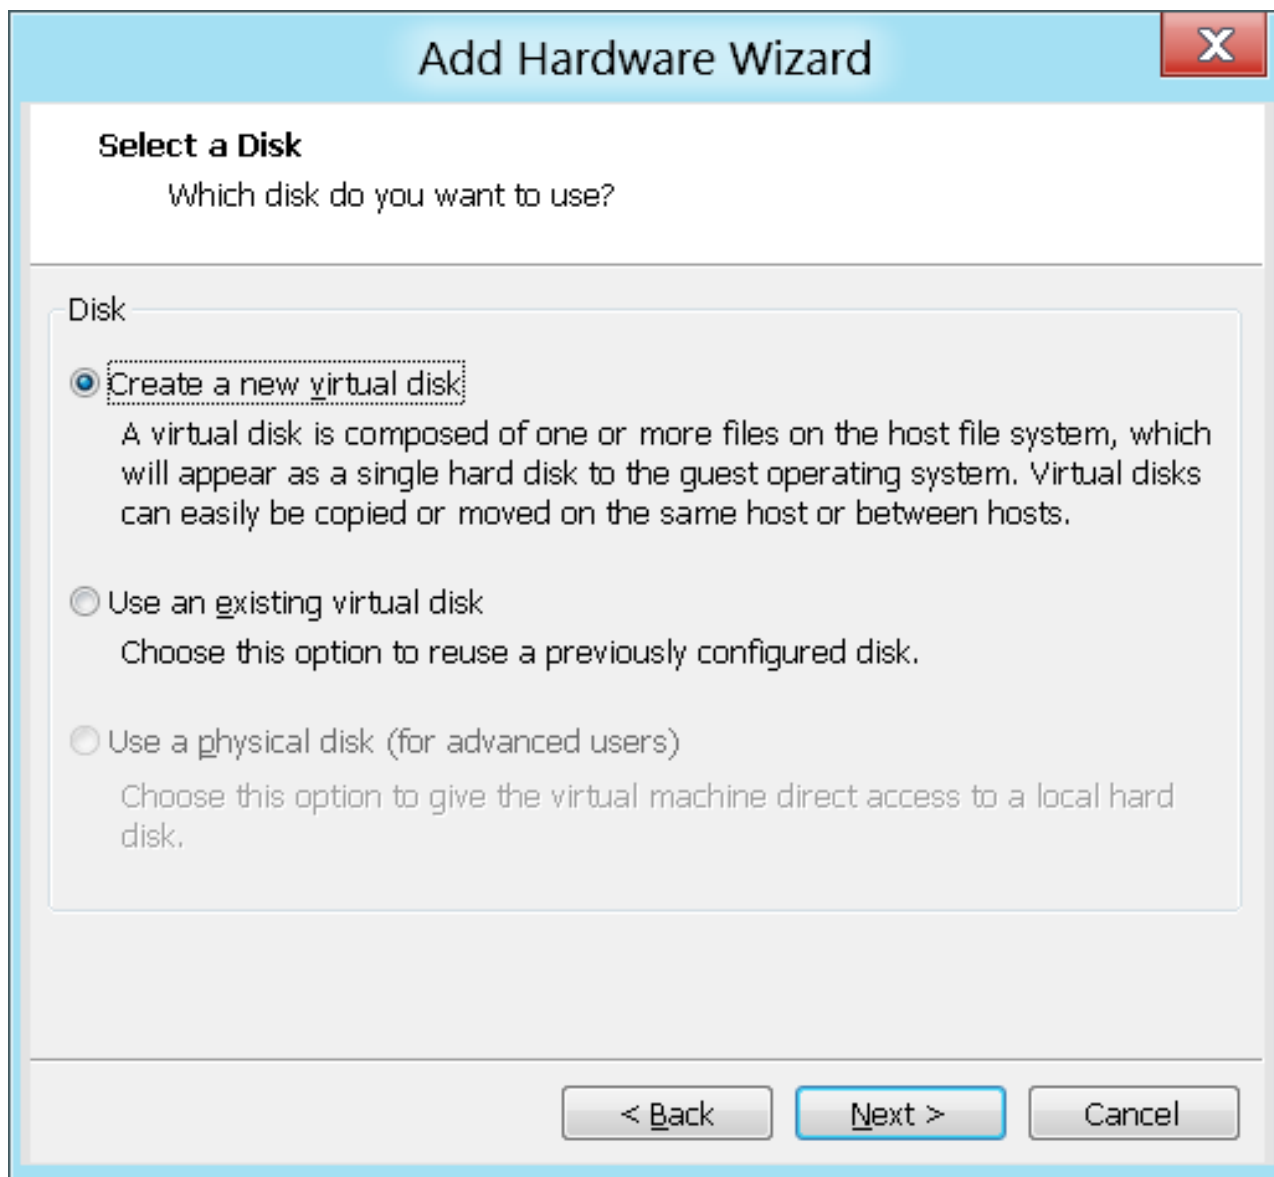 Add Hardware Wizard
X
Select a Disk
Which disk do you want to use?
Disk
Create a new virtual disk
A virtual disk is composed of one or more files on the host file system, which
will appear as a single hard disk to the guest operating system. Virtual disks
can easily be copied or moved on the same host or between hosts.
Use an existing virtual disk
Choose this option to reuse a previously configured disk.
Use a physical disk (for advanced users)
Choose this option to give the virtual machine direct access to a local hard
disk.
< Back
Next >
Cancel